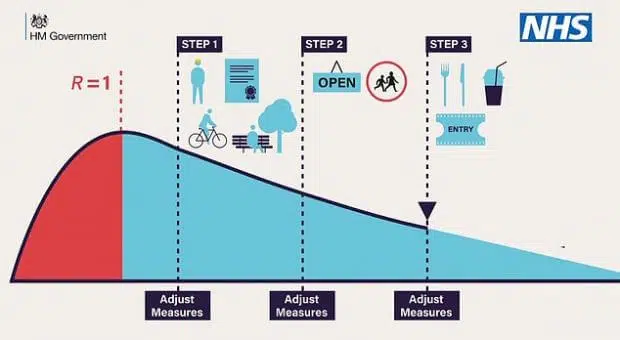 HM Government
NHS
STEP 1
STEP 2
STEP 3
R=1
OPEN
ENTRY
Adjust
Measures
Adjust
Measures
Adjust
Measures